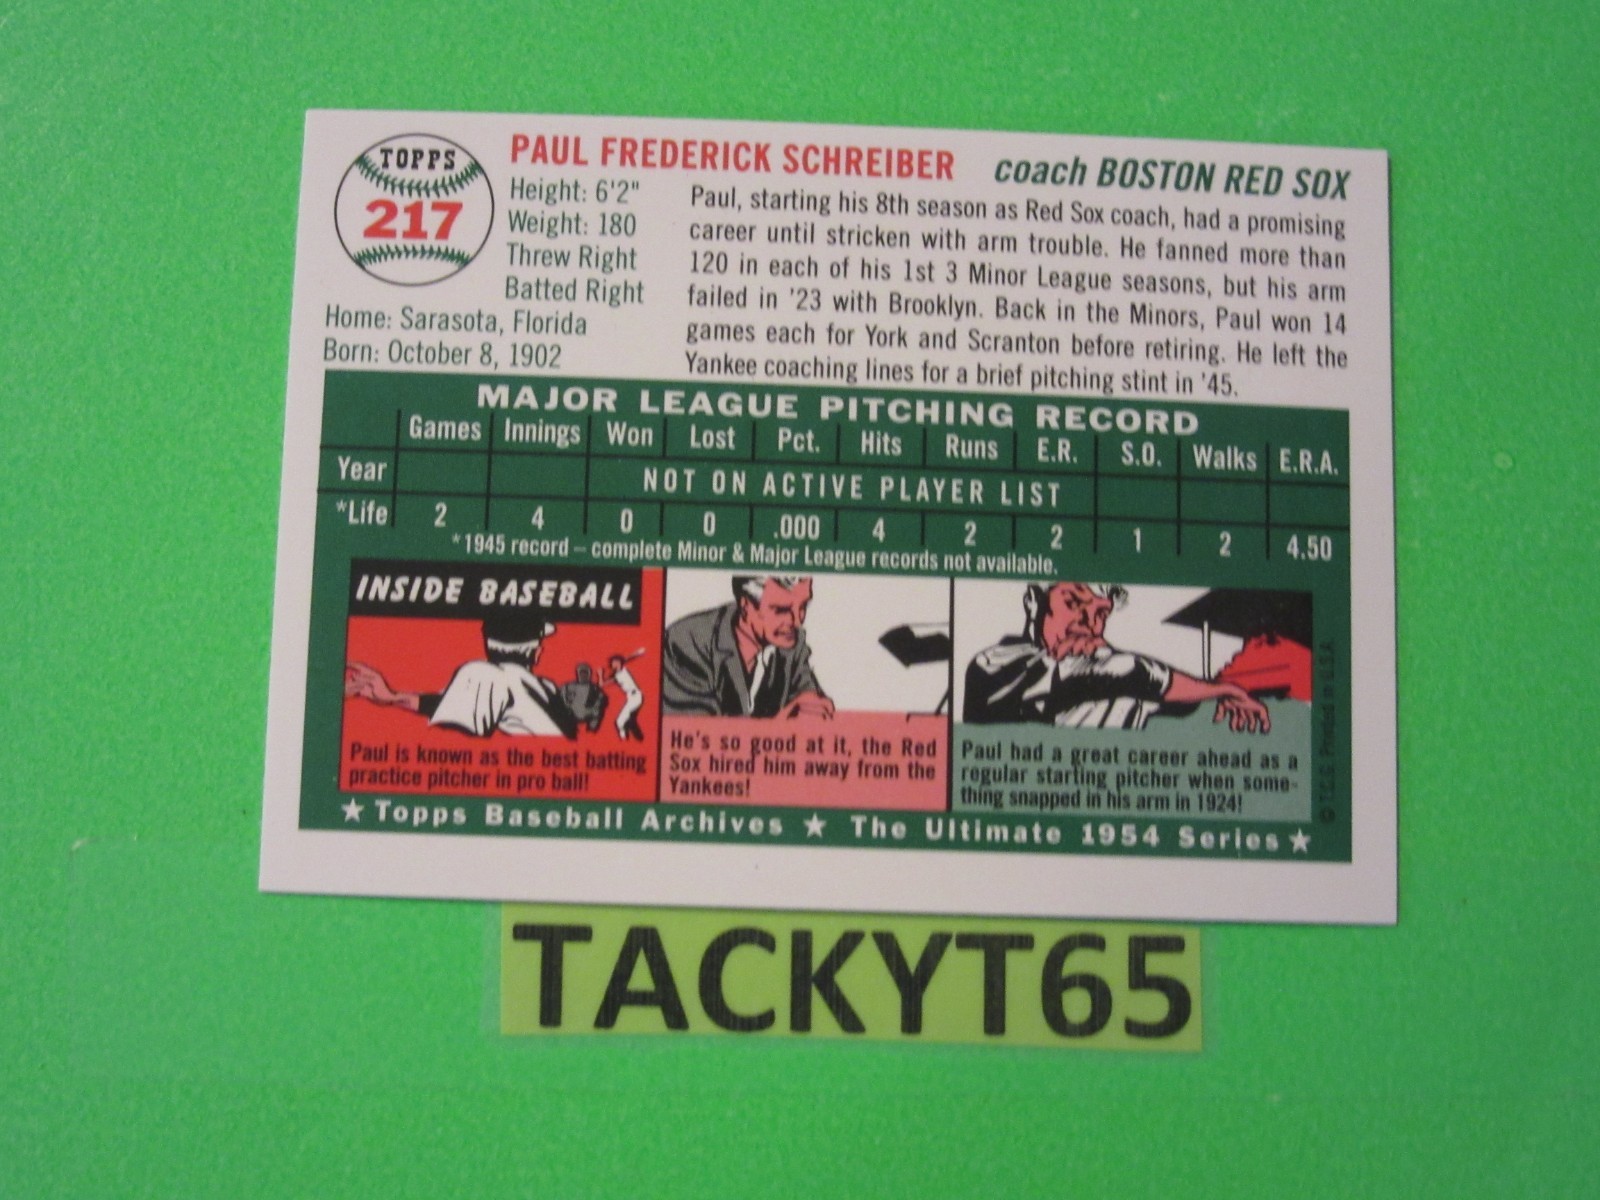 TOPPS
217
PAUL FREDERICK SCHREIBER
coach BOSTON RED SOX
Height: 6'2"
Weight: 180
Threw Right
Batted Right
Home: Sarasota, Florida
Born: October 8, 1902
Paul, starting his 8th season as Red Sox coach, had a promising
career until stricken with arm trouble. He fanned more than
120 in each of his 1st 3 Minor League seasons, but his arm
failed in '23 with Brooklyn. Back in the Minors, Paul won 14
games each for York and Scranton before retiring. He left the
Yankee coaching lines for a brief pitching stint in '45.
MAJOR LEAGUE PITCHING RECORD
Games Innings Won Lost Pct. Hits Runs E.R. S.O. Walks E.R.A.
Year NOT ON ACTIVE PLAYER LIST
*Life 2 4 0 0 .000 4 2 2 1 2 4.50
*1945 record – complete Minor & Major League records not available.
INSIDE BASEBALL
Paul is known as the best batting
practice pitcher in pro ball!
He's so good at it, the Red
Sox hired him away from the
Yankees!
Paul had a great career ahead as a
regular starting pitcher when some-
thing snapped in his arm in 1924!
© T.C.G. Printed in U.S.A.
★ Topps Baseball Archives ★ The Ultimate 1954 Series ★
TACKYT65